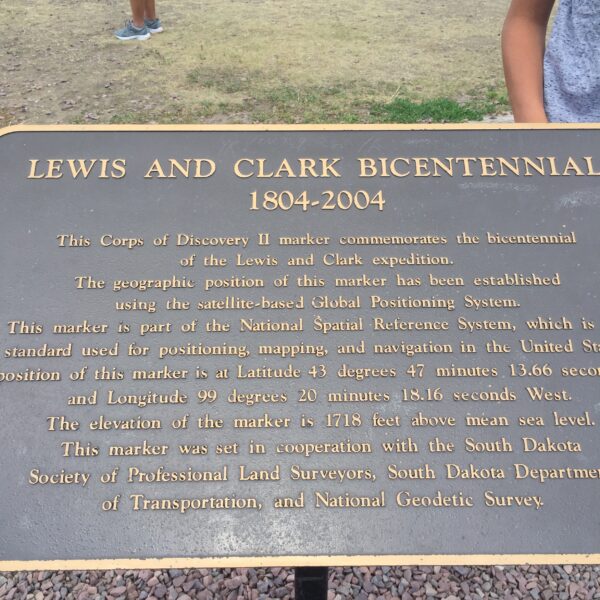 LEWIS AND CLARK BICENTENNIAL
1804-2004
This Corps of Discovery II marker commemorates the bicentennial
of the Lewis and Clark expedition.
The geographic position of this marker has been established
using the satellite-based Global Positioning System.
This marker is part of the National Spatial Reference System, which is
standard used for positioning, mapping, and navigation in the United Sta
position of this marker is at Latitude 43 degrees 47 minutes 13.66 secon
and Longitude 99 degrees 20 minutes 18.16 seconds West.
The elevation of the marker is 1718 feet above mean sea level.
This marker was set in cooperation with the South Dakota
Society of Professional Land Surveyors, South Dakota Departmen
of Transportation, and National Geodetic Survey.